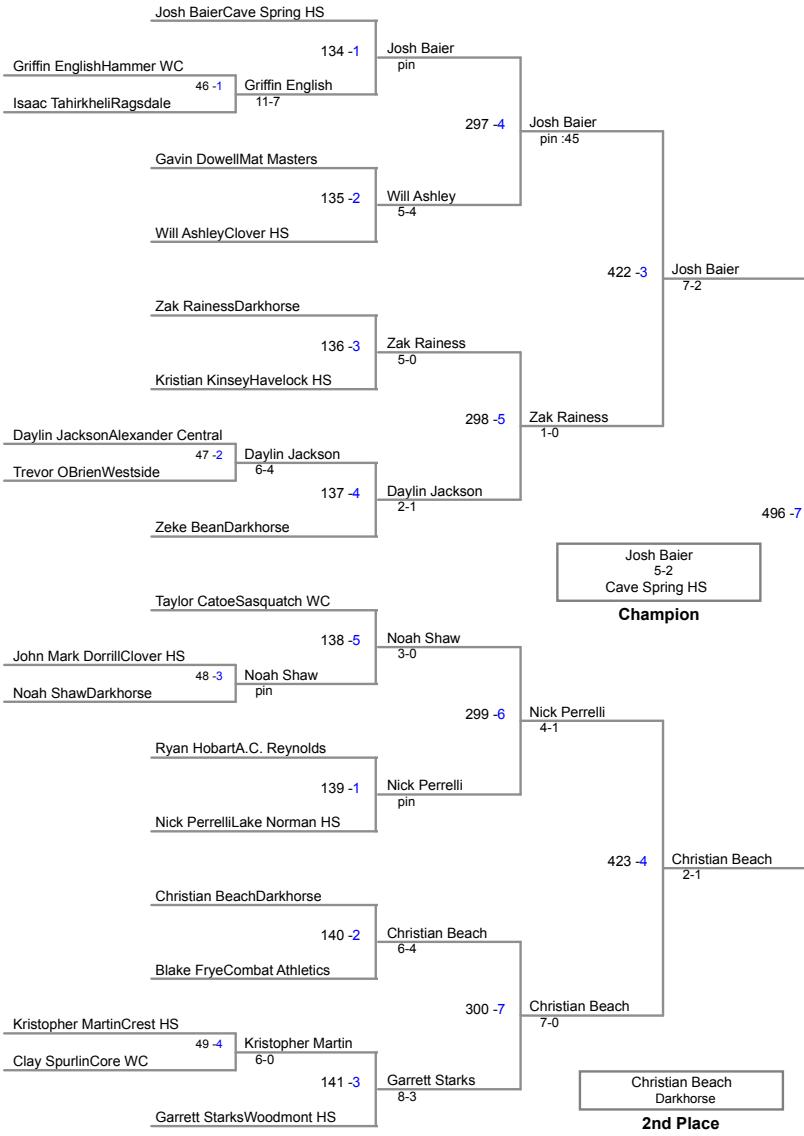 Josh BaierCave Spring HS
134 -1
Josh Baier
pin
Griffin EnglishHammer WC
46 -1
Griffin English
11-7
Isaac TahirkheliRagsdale
297 -4
Josh Baier
pin :45
Gavin DowellMat Masters
135 -2
Will Ashley
5-4
Will AshleyClover HS
422 -3
Josh Baier
7-2
Zak RainessDarkhorse
136 -3
Zak Rainess
5-0
Kristian KinseyHavelock HS
298 -5
Zak Rainess
1-0
Daylin JacksonAlexander Central
47 -2
Daylin Jackson
6-4
Trevor OBrienWestside
137 -4
Daylin Jackson
2-1
Zeke BeanDarkhorse
496 -7
Josh Baier
5-2
Cave Spring HS
Champion
Taylor CatoeSasquatch WC
138 -5
Noah Shaw
3-0
John Mark DorrillClover HS
48 -3
Noah Shaw
pin
Noah ShawDarkhorse
299 -6
Nick Perrelli
4-1
Ryan HobartA.C. Reynolds
139 -1
Nick Perrelli
pin
Nick PerrelliLake Norman HS
423 -4
Christian Beach
2-1
Christian BeachDarkhorse
140 -2
Christian Beach
6-4
Blake FryeCombat Athletics
300 -7
Christian Beach
7-0
Kristopher MartinCrest HS
49 -4
Kristopher Martin
6-0
Clay SpurlinCore WC
141 -3
Garrett Starks
8-3
Garrett StarksWoodmont HS
Christian Beach
Darkhorse
2nd Place